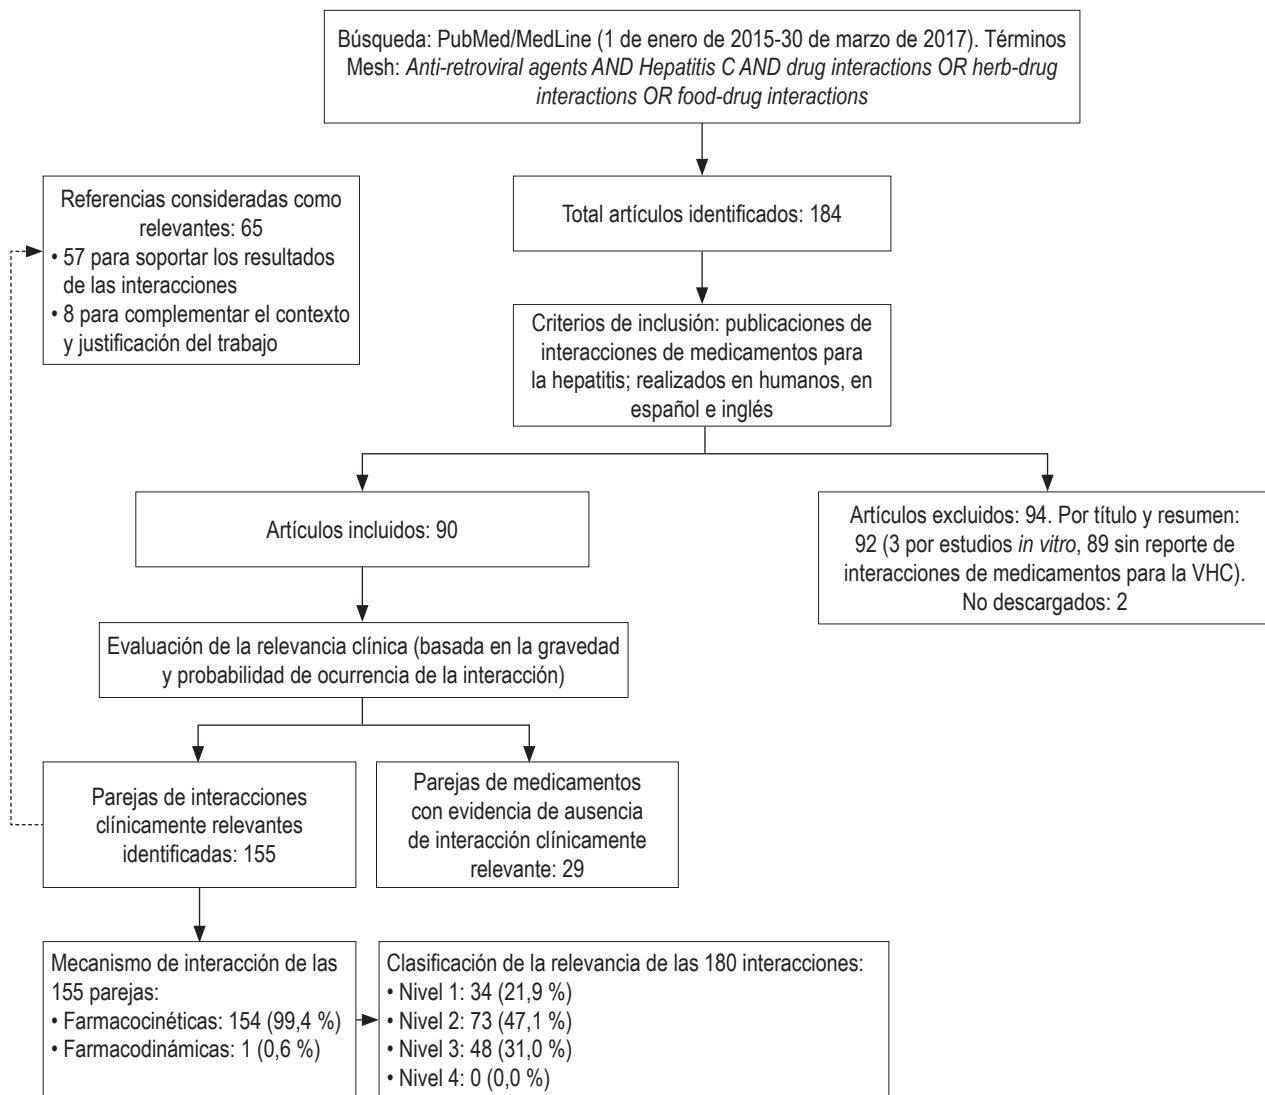 Búsqueda: PubMed/MedLine (1 de enero de 2015-30 de marzo de 2017). Términos
Mesh: Anti-retroviral agents AND Hepatitis C AND drug interactions OR herb-drug
interactions OR food-drug interactions
Total artículos identificados: 184
Referencias consideradas como
relevantes: 65
• 57 para soportar los resultados
de las interacciones
• 8 para complementar el contexto
y justificación del trabajo
Criterios de inclusión: publicaciones de
interacciones de medicamentos para
la hepatitis; realizados en humanos, en
español e inglés
Artículos incluidos: 90
Artículos excluidos: 94. Por título y resumen:
92 (3 por estudios in vitro, 89 sin reporte de
interacciones de medicamentos para la VHC).
No descargados: 2
Evaluación de la relevancia clínica (basada en la gravedad
y probabilidad de ocurrencia de la interacción)
Parejas de interacciones
clínicamente relevantes
identificadas: 155
Parejas de medicamentos
con evidencia de ausencia
de interacción clínicamente
relevante: 29
Mecanismo de interacción de las
155 parejas:
• Farmacocinéticas: 154 (99,4 %)
• Farmacodinámicas: 1 (0,6 %)
Clasificación de la relevancia de las 180 interacciones:
• Nivel 1: 34 (21,9 %)
• Nivel 2: 73 (47,1 %)
• Nivel 3: 48 (31,0 %)
• Nivel 4: 0 (0,0 %)